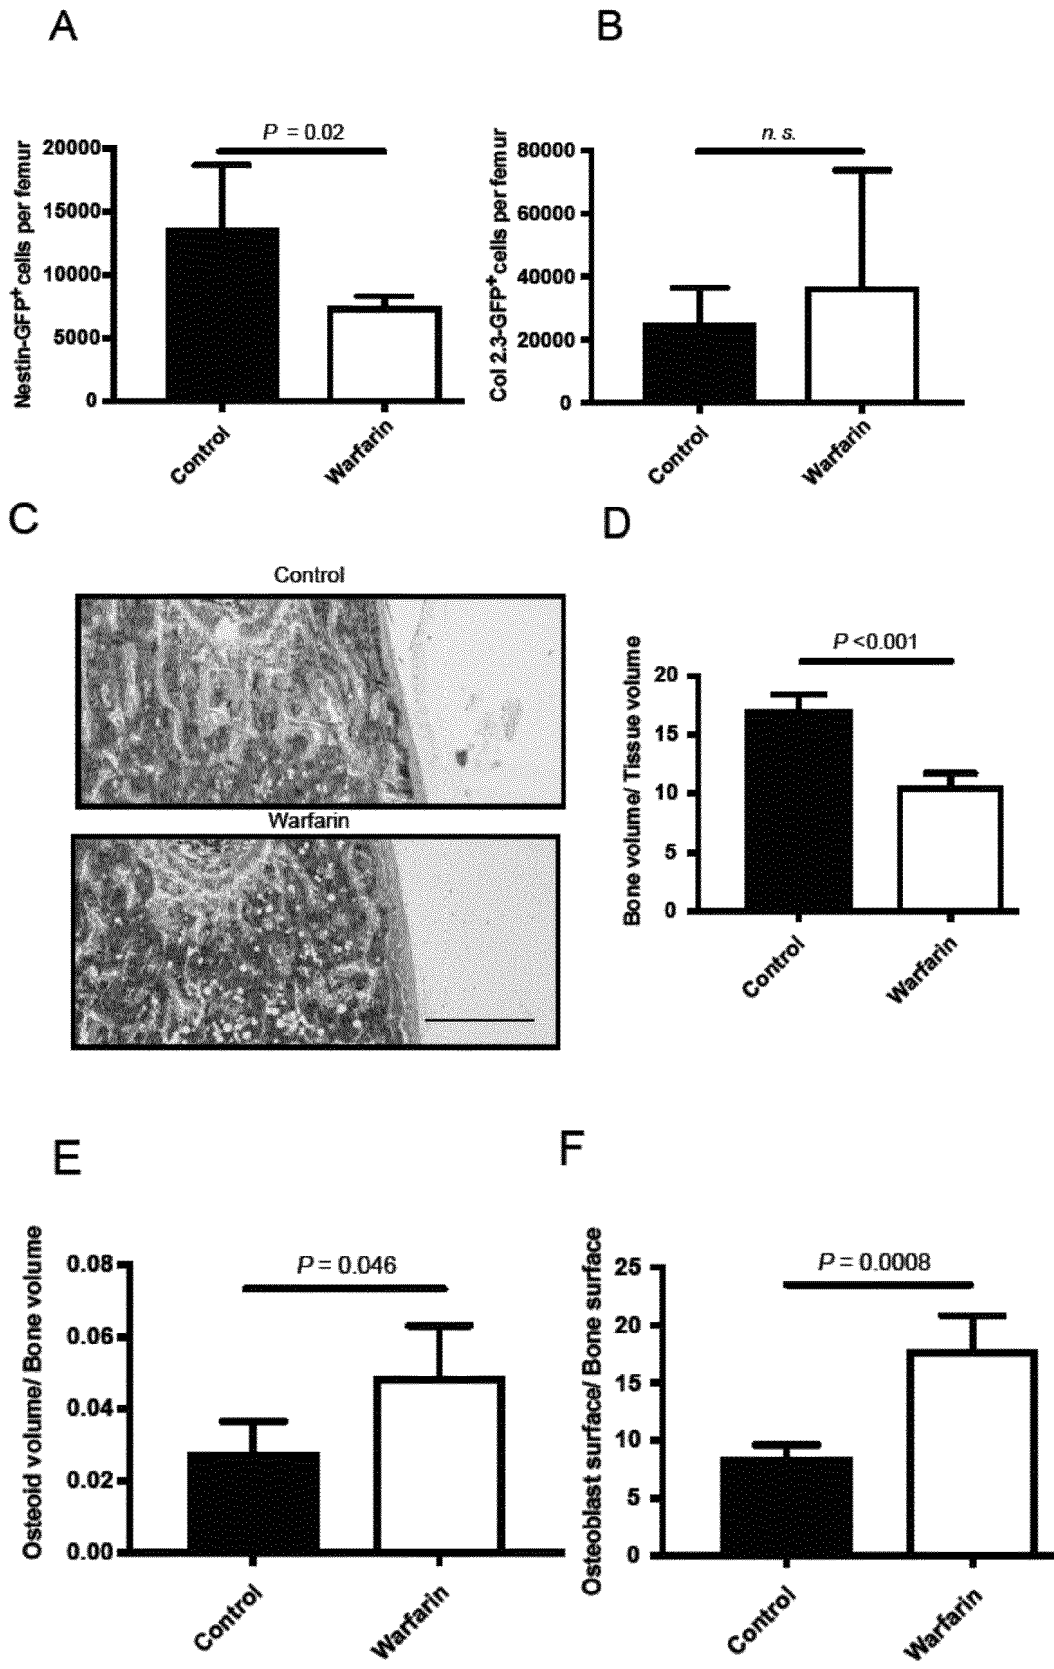 A
B
P = 0.02
n. s.
Nestin-GFP+ cells per femur
20000
15000
10000
5000
0
Control
Warfarin
Col 2.3-GFP+cells per femur
80000
60000
40000
20000
0
Control
Warfarin
C
D
Control
Warfarin
P <0.001
Bone volume/ Tissue volume
20
15
10
5
0
Control
Warfarin
E
F
P = 0.046
Osteoid volume/ Bone volume
0.08
0.06
0.04
0.02
0.00
Control
Warfarin
P = 0.0008
Osteoblast surface/ Bone surface
25
20
15
10
5
0
Control
Warfarin